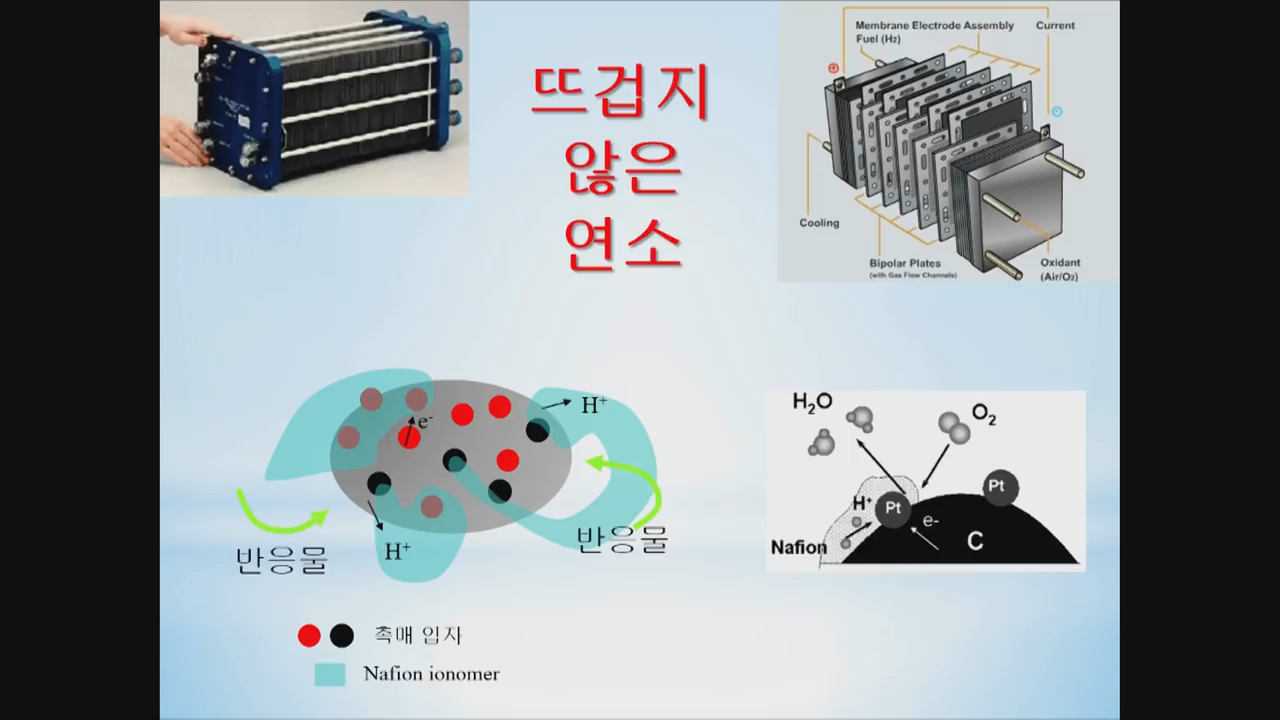 뜨겁지
않은
연소
Membrane Electrode Assembly
Current
Fuel (H₂)
Cooling
Bipolar Plates
(with Gas Flow Channels)
Oxidant
(Air/O₂)
e⁻
H⁺
반응물
H⁺
반응물
촉매 입자
Nafion ionomer
H₂O
O₂
Pt
H⁺
Pt
e-
Nafion
C